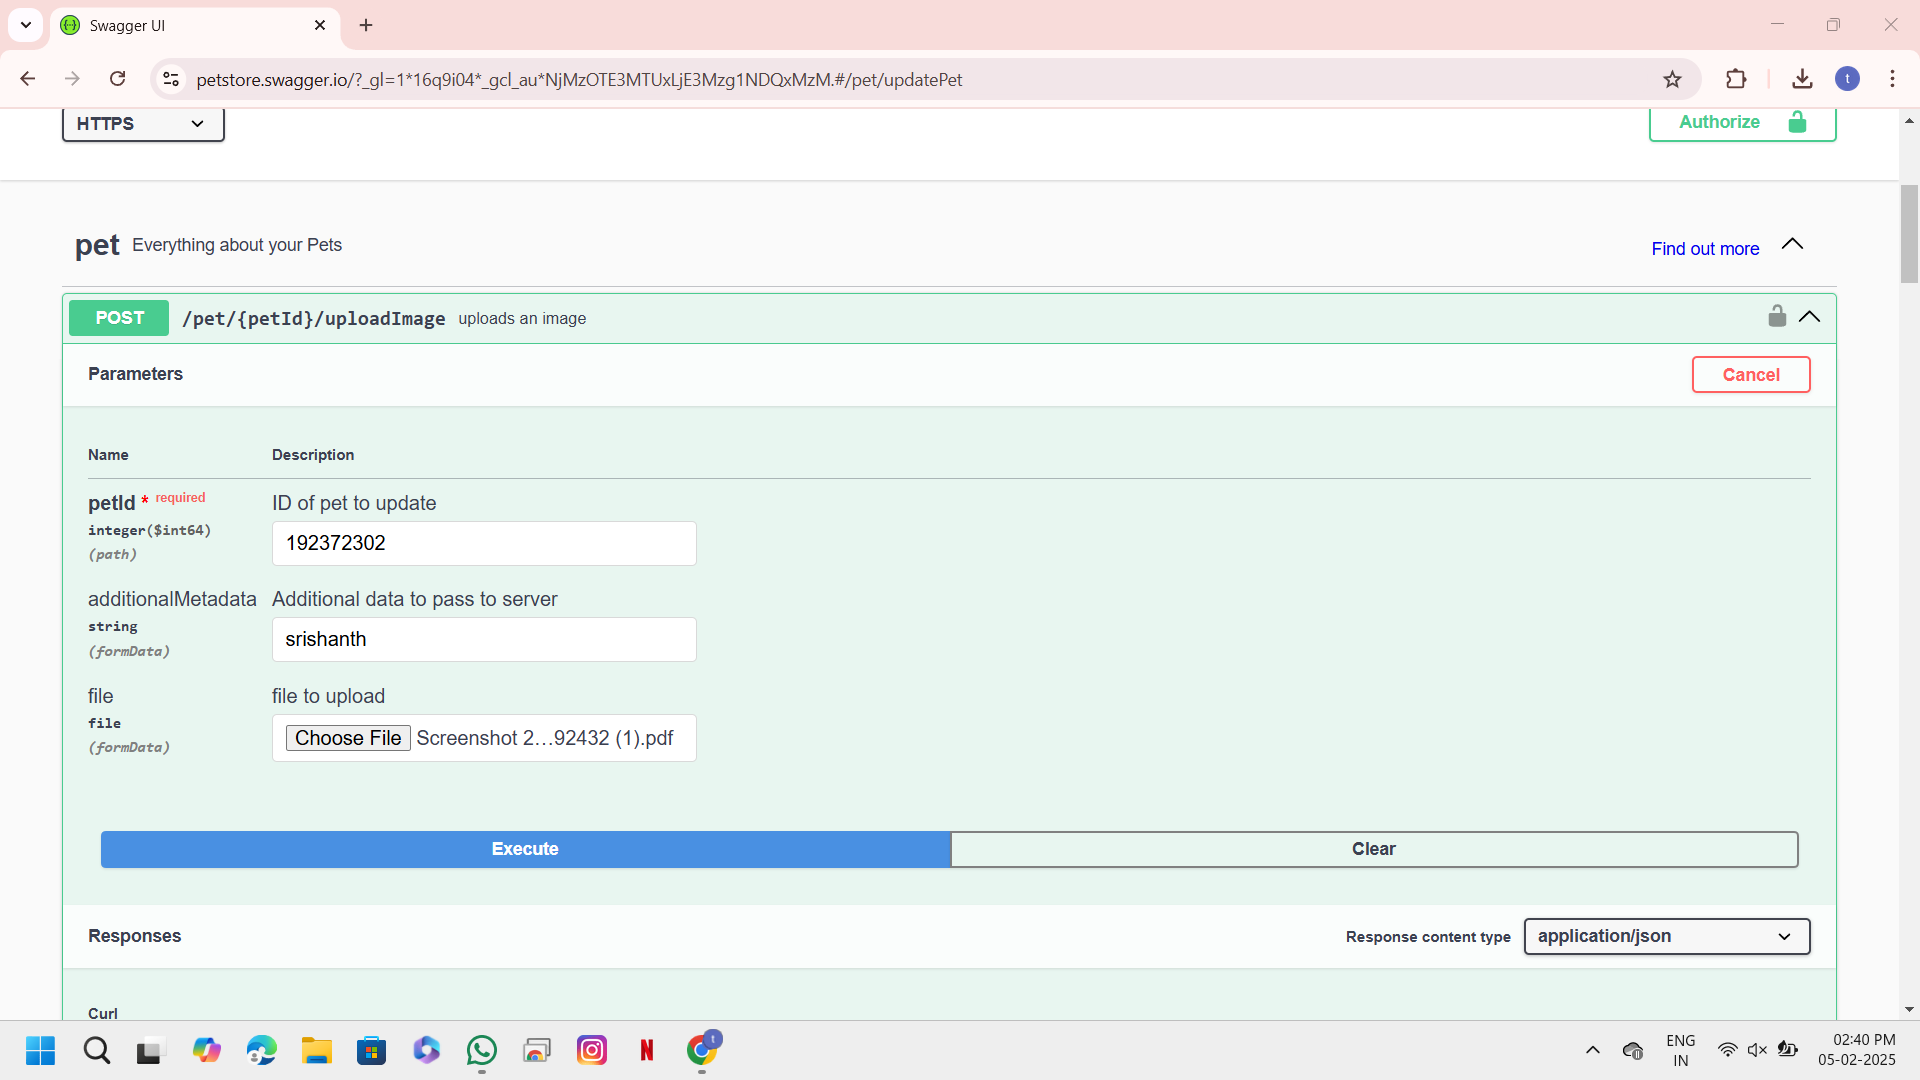 Swagger UI
petstore.swagger.io/?_gl=1*16q9i04*_gcl_au*NjMzOTE3MTUxLjE3Mzg1NDQxMzM.#/pet/updatePet
t
HTTPS
Authorize
pet Everything about your Pets
Find out more
POST /pet/{petId}/uploadImage uploads an image
Parameters
Cancel
Name Description
petId * required
ID of pet to update
integer($int64)
(path)
192372302
additionalMetadata
Additional data to pass to server
string
(formData)
srishanth
file
file to upload
file
(formData)
Choose File Screenshot 2...92432 (1).pdf
Execute
Clear
Responses
Response content type application/json
Curl
N
t
ENG
IN
02:40 PM
05-02-2025